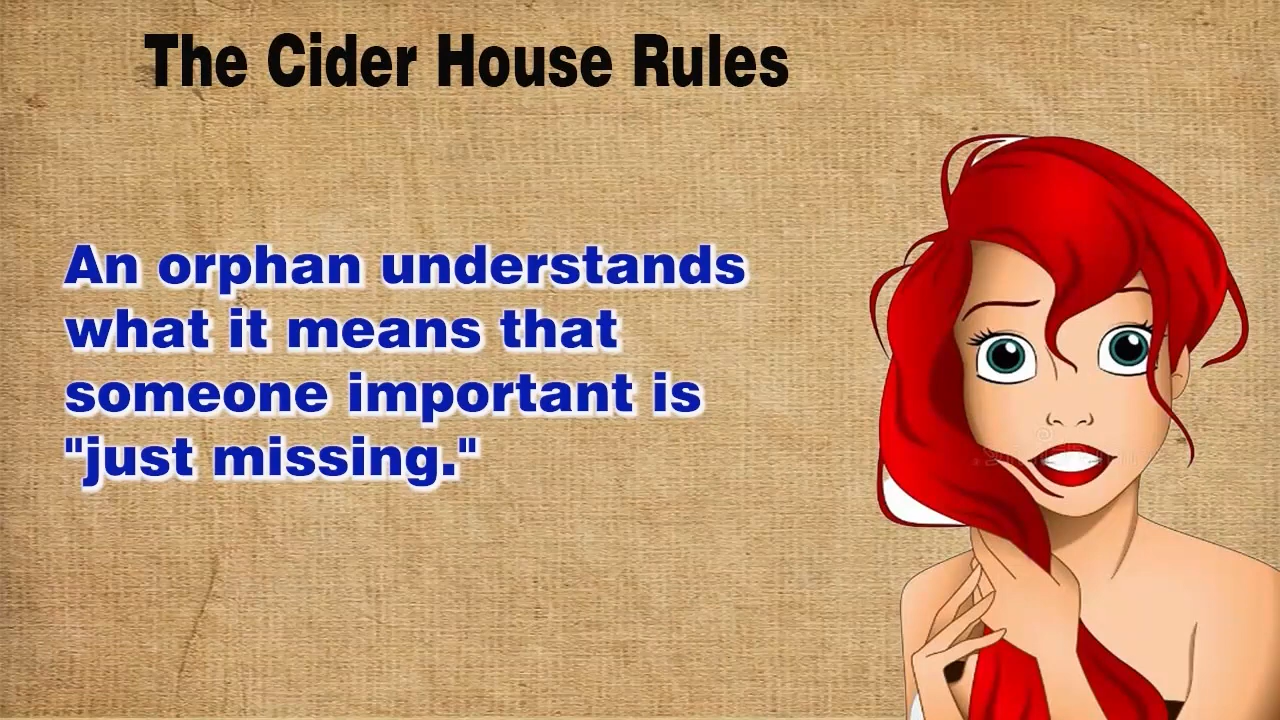 The Cider House Rules
An orphan understands
what it means that
someone important is
"just missing."